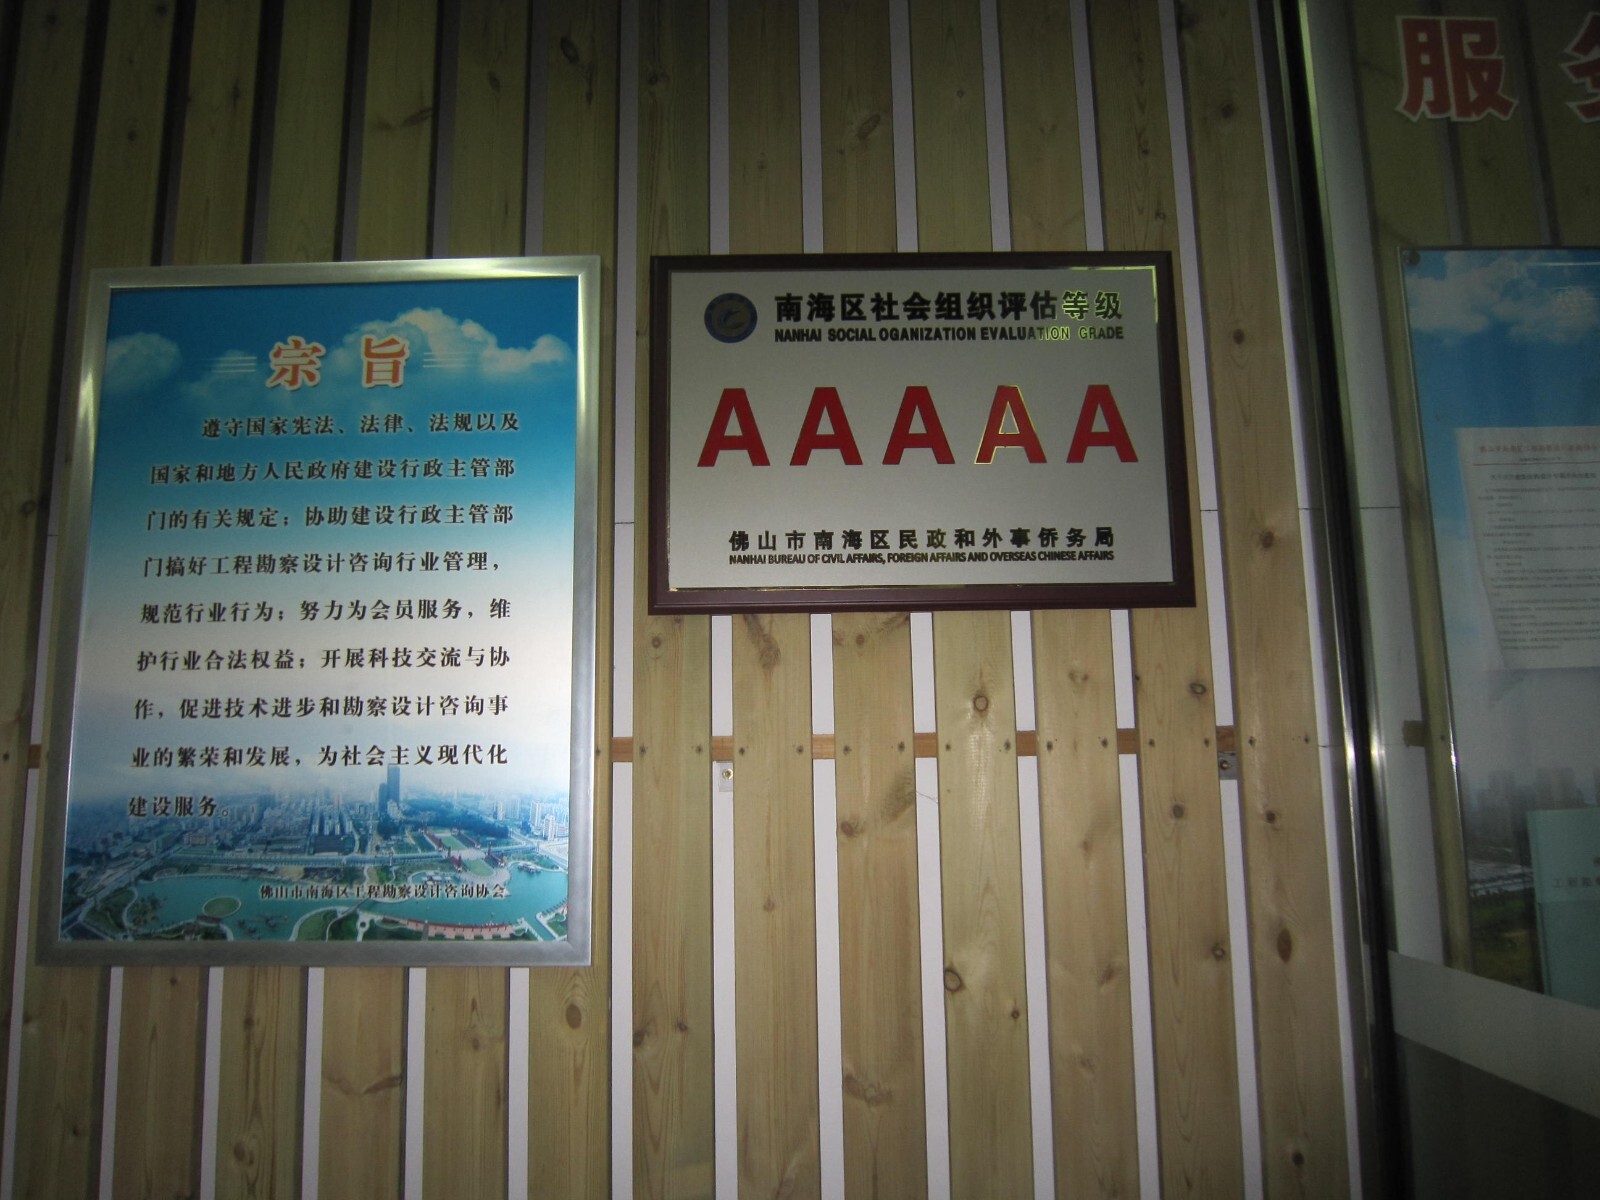 宗旨
遵守国家宪法、法律、法规以及
国家和地方人民政府建设行政主管部
门的有关规定；协助建设行政主管部
门搞好工程勘察设计咨询行业管理，
规范行业行为；努力为会员服务，维
护行业合法权益；开展科技交流与协
作，促进技术进步和勘察设计咨询事
业的繁荣和发展，为社会主义现代化
建设服务。
佛山市南海区工程勘察设计咨询协会
南海区社会组织评估等级
NANHAI SOCIAL OGANIZATION EVALUATION GRADE
AAAAA
佛山市南海区民政和外事侨务局
NANHAI BUREAU OF CIVIL AFFAIRS, FOREIGN AFFAIRS AND OVERSEAS CHINESE AFFAIRS
服